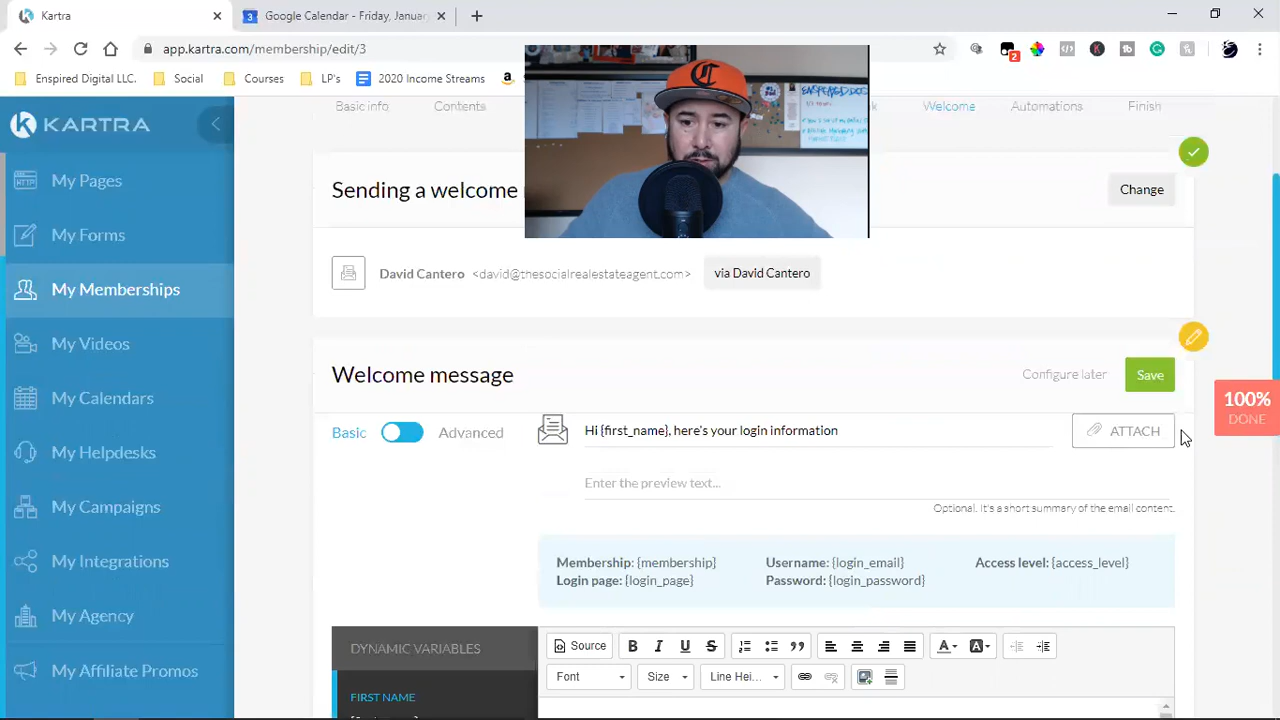 Kartra
Google Calendar - Friday, Januar
app.kartra.com/membership/edit/3
2
Enspired Digital LLC.
Social
Courses
LP's
2020 Income Streams
KARTRA
Basic info
Contents
Welcome
Automations
Finish
My Pages
My Forms
My Memberships
My Videos
My Calendars
My Helpdesks
My Campaigns
My Integrations
My Agency
My Affiliate Promos
Sending a welcome
Change
David Cantero <david@thesocialrealestateagent.com>
via David Cantero
Welcome message
Configure later
Save
100%
DONE
Basic
Advanced
Hi {first_name}, here's your login information
ATTACH
Enter the preview text...
Optional. It's a short summary of the email content.
Membership: {membership}
Username: {login_email}
Access level: {access_level}
Login page: {login_page}
Password: {login_password}
DYNAMIC VARIABLES
Source
Font
Size
Line Hei...
FIRST NAME